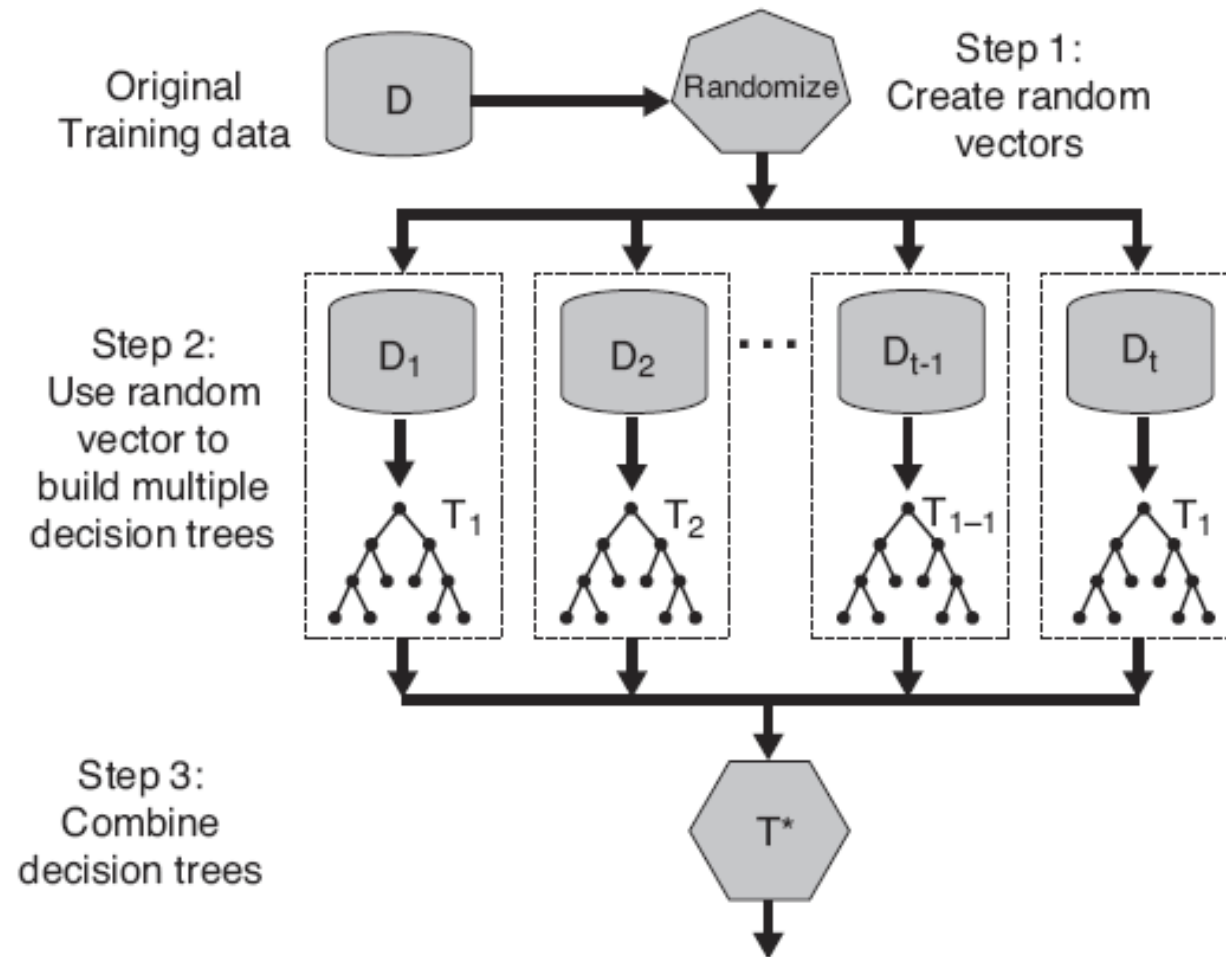 Original
Training data
D
Randomize
Step 1:
Create random
vectors
Step 2:
Use random
vector to
build multiple
decision trees
D₁
D₂
...
Dₜ₋₁
Dₜ
T₁
T₂
T₁₋₁
T₁
Step 3:
Combine
decision trees
T*